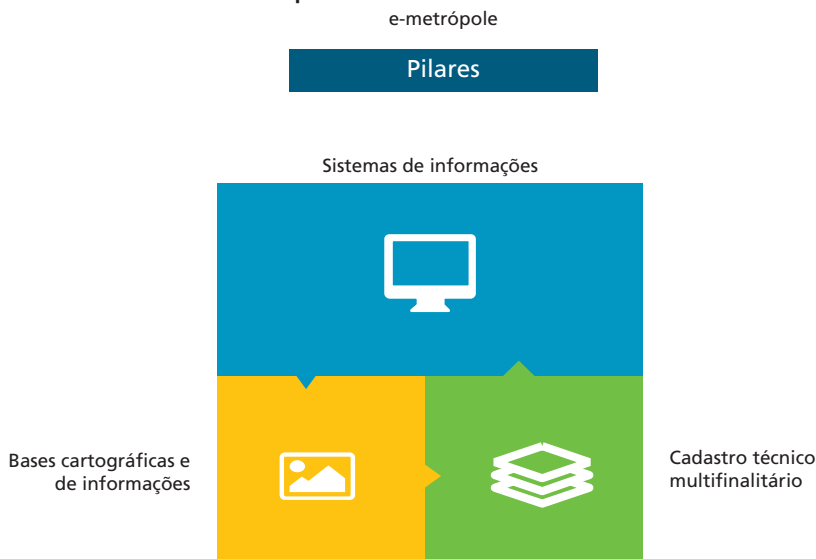 e-metrópole
Pilares
Sistemas de informações
Bases cartográficas e
de informações
Cadastro técnico
multifinalitário